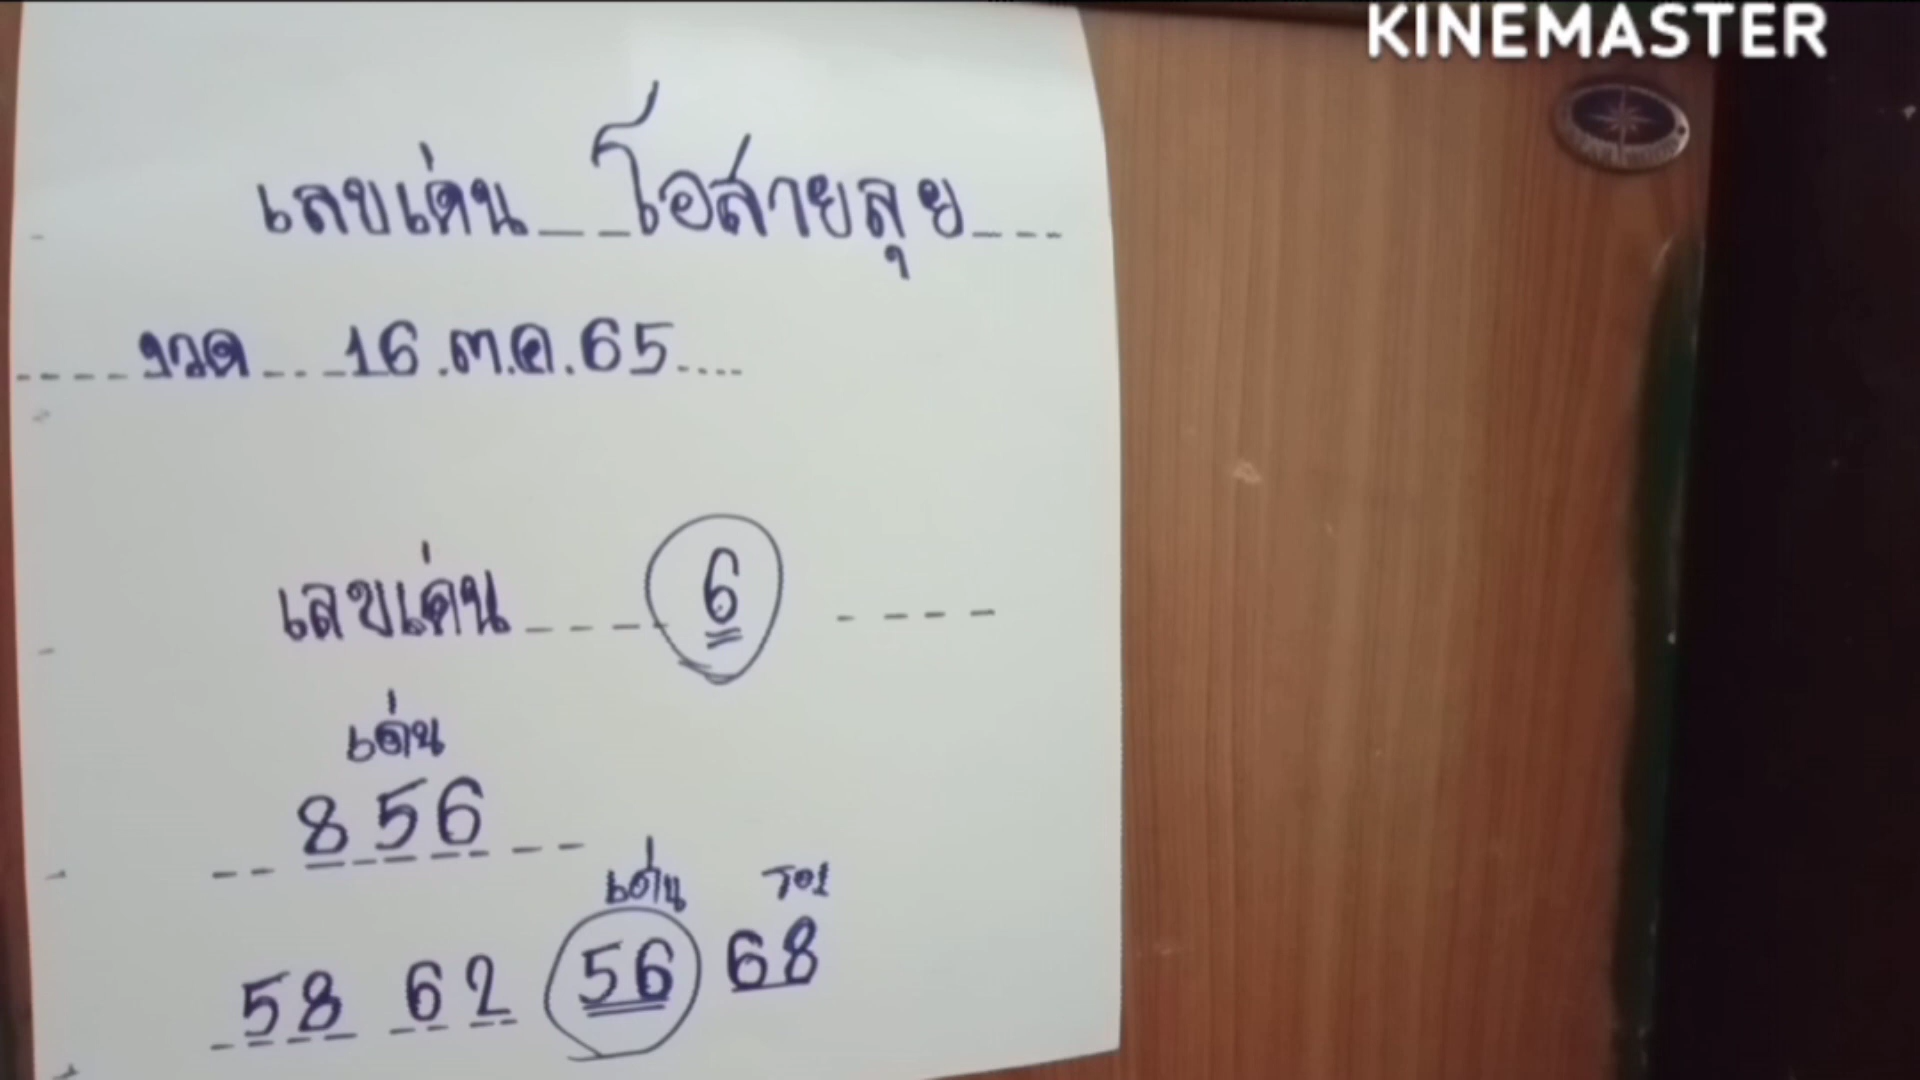 KINEMASTER
เลขเด่น โอสายลุย
งวด 16.ต.ค.65
เลขเด่น 6
เด่น
856
เด่น รอง
58 62 56 68